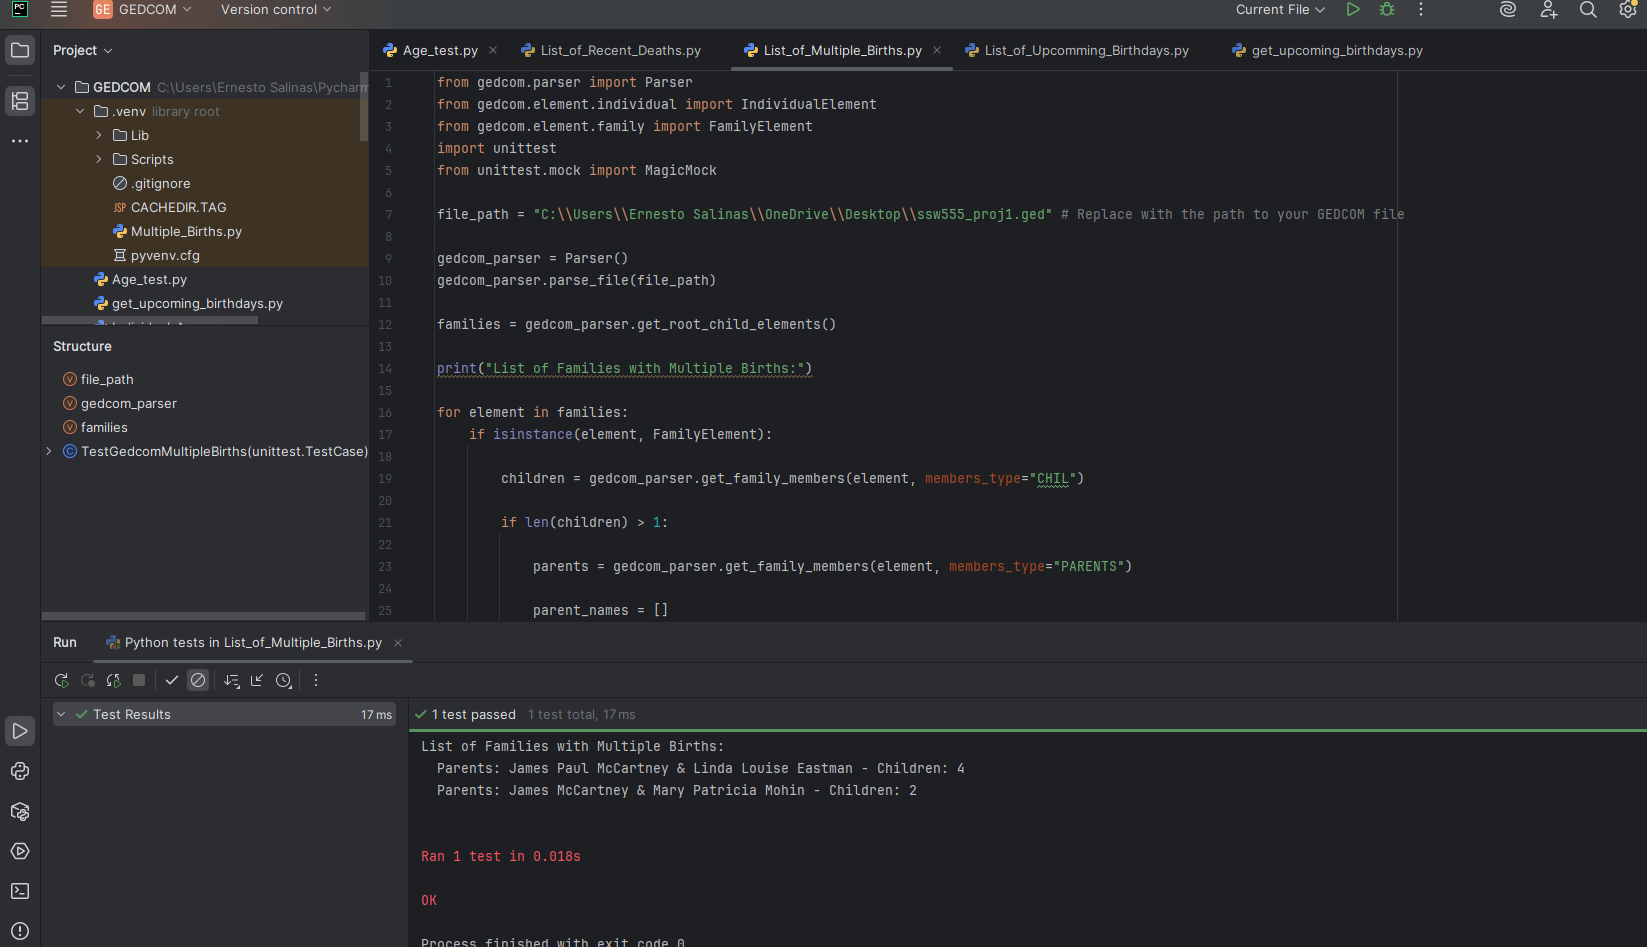 PC GE GEDCOM Version control Current File
Project
Age_test.py List_of_Recent_Deaths.py List_of_Multiple_Births.py List_of_Upcomming_Birthdays.py get_upcoming_birthdays.py
GEDCOM C:\Users\Ernesto Salinas\Pycharm
.venv library root
Lib
Scripts
.gitignore
JSP CACHEDIR.TAG
Multiple_Births.py
pyvenv.cfg
Age_test.py
get_upcoming_birthdays.py
Structure
V file_path
V gedcom_parser
V families
C TestGedcomMultipleBirths(unittest.TestCase)
1 from gedcom.parser import Parser
2 from gedcom.element.individual import IndividualElement
3 from gedcom.element.family import FamilyElement
4 import unittest
5 from unittest.mock import MagicMock
6
7 file_path = "C:\\Users\\Ernesto Salinas\\OneDrive\\Desktop\\ssw555_proj1.ged" # Replace with the path to your GEDCOM file
8
9 gedcom_parser = Parser()
10 gedcom_parser.parse_file(file_path)
11
12 families = gedcom_parser.get_root_child_elements()
13
14 print("List of Families with Multiple Births:")
15
16 for element in families:
17 if isinstance(element, FamilyElement):
18
19 children = gedcom_parser.get_family_members(element, members_type="CHIL")
20
21 if len(children) > 1:
22
23 parents = gedcom_parser.get_family_members(element, members_type="PARENTS")
24
25 parent_names = []
Run Python tests in List_of_Multiple_Births.py
Test Results 17 ms
1 test passed 1 test total, 17 ms
List of Families with Multiple Births:
Parents: James Paul McCartney & Linda Louise Eastman - Children: 4
Parents: James McCartney & Mary Patricia Mohin - Children: 2
Ran 1 test in 0.018s
OK
Process finished with exit code 0